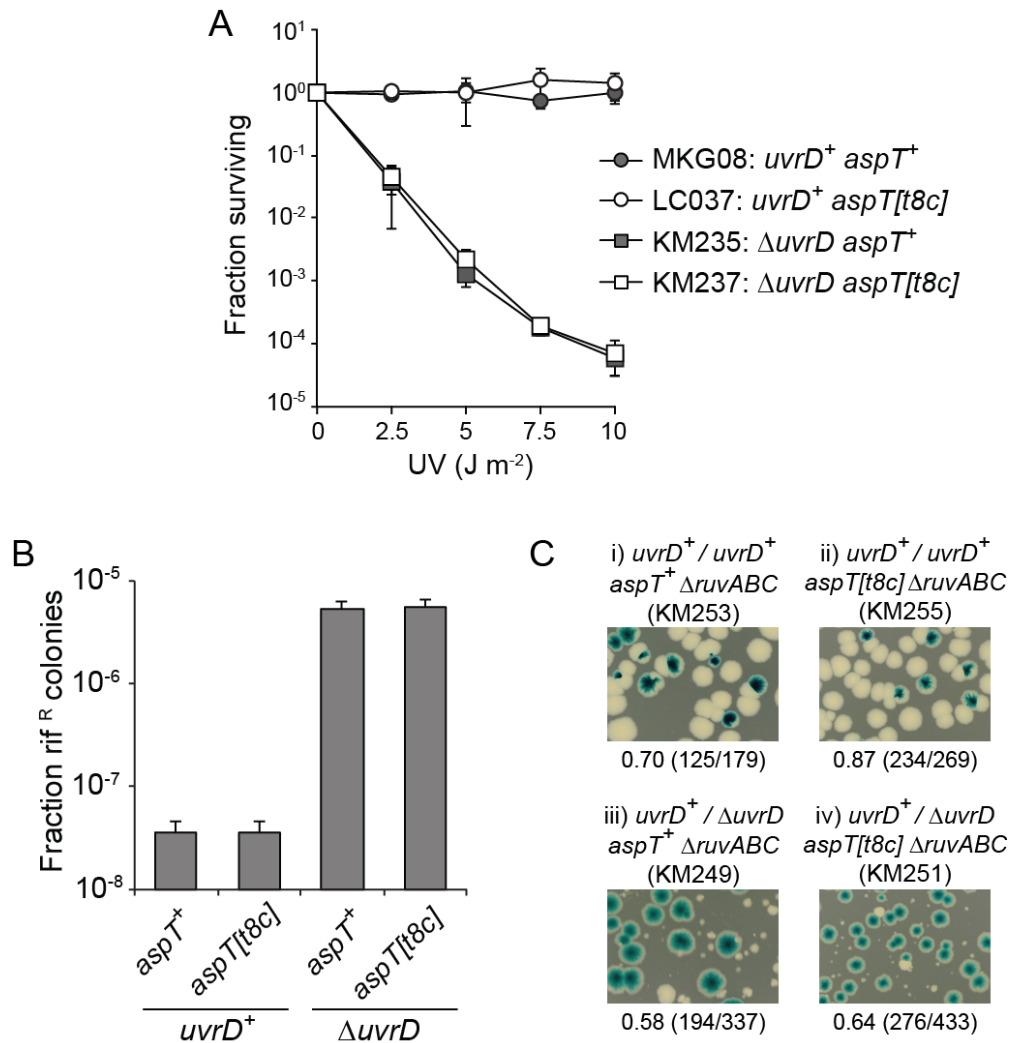 A
Fraction surviving
10¹
10⁰
10⁻¹
10⁻²
10⁻³
10⁻⁴
10⁻⁵
0 2.5 5 7.5 10
UV (J m⁻²)
MKG08: uvrD⁺ aspT⁺
LC037: uvrD⁺ aspT[t8c]
KM235: ΔuvrD aspT⁺
KM237: ΔuvrD aspT[t8c]
B
Fraction rif ᴿ colonies
10⁻⁵
10⁻⁶
10⁻⁷
10⁻⁸
aspT⁺ aspT[t8c] aspT⁺ aspT[t8c]
uvrD⁺ ΔuvrD
C
i) uvrD⁺ / uvrD⁺
aspT⁺ ΔruvABC
(KM253)
0.70 (125/179)
ii) uvrD⁺ / uvrD⁺
aspT[t8c] ΔruvABC
(KM255)
0.87 (234/269)
iii) uvrD⁺ / ΔuvrD
aspT⁺ ΔruvABC
(KM249)
0.58 (194/337)
iv) uvrD⁺ / ΔuvrD
aspT[t8c] ΔruvABC
(KM251)
0.64 (276/433)